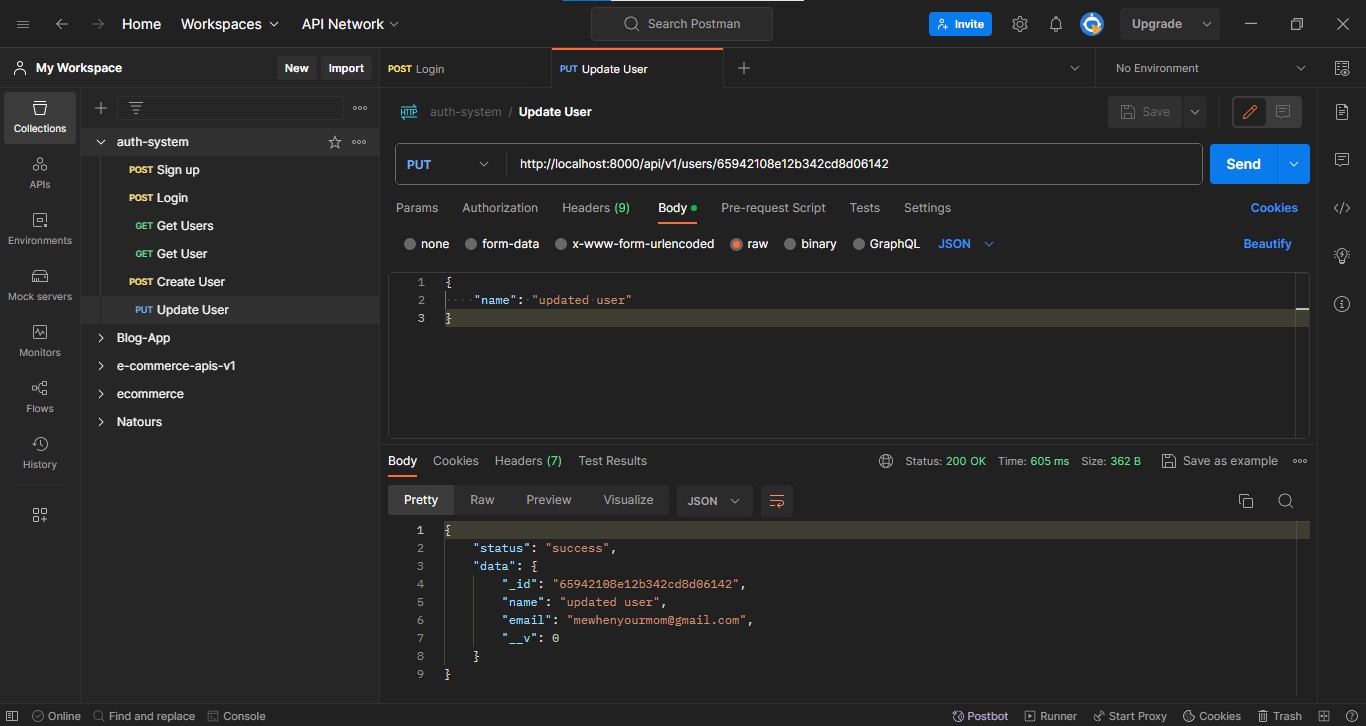 Home Workspaces API Network Search Postman Invite Upgrade
My Workspace New Import POST Login PUT Update User No Environment
Collections
APIs
Environments
Mock servers
Monitors
Flows
History
auth-system
POST Sign up
POST Login
GET Get Users
GET Get User
POST Create User
PUT Update User
Blog-App
e-commerce-apis-v1
ecommerce
Natours
HTTP auth-system / Update User Save
PUT http://localhost:8000/api/v1/users/65942108e12b342cd8d06142 Send
Params Authorization Headers (9) Body Pre-request Script Tests Settings Cookies
none form-data x-www-form-urlencoded raw binary GraphQL JSON Beautify
1 {
2 ····"name":·"updated·user"
3 }
Body Cookies Headers (7) Test Results Status: 200 OK Time: 605 ms Size: 362 B Save as example
Pretty Raw Preview Visualize JSON
1 {
2 "status": "success",
3 "data": {
4 "_id": "65942108e12b342cd8d06142",
5 "name": "updated user",
6 "email": "mewhenyourmom@gmail.com",
7 "__v": 0
8 }
9 }
Online Find and replace Console Postbot Runner Start Proxy Cookies Trash